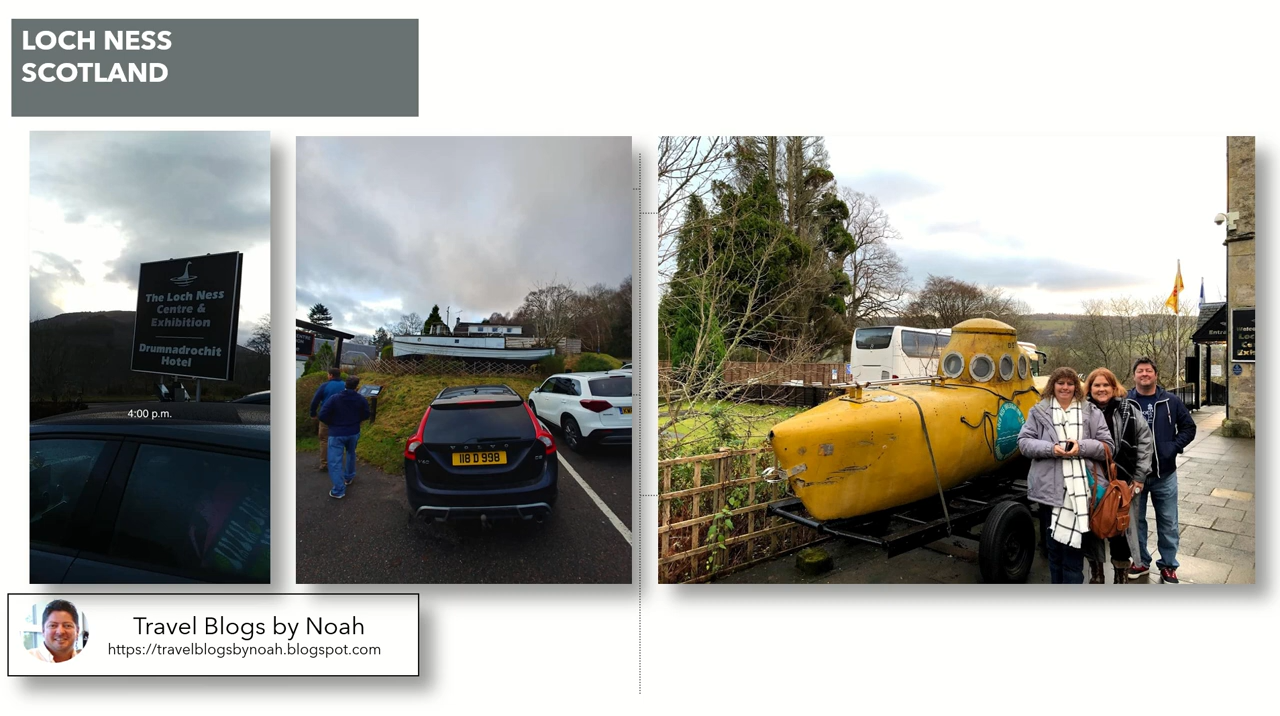 LOCH NESS
SCOTLAND
The Loch Ness
Centre &
Exhibition
Drumnadrochit
Hotel
4:00 p.m.
VOLVO
118 D 998
Travel Blogs by Noah
https://travelblogsbynoah.blogspot.com